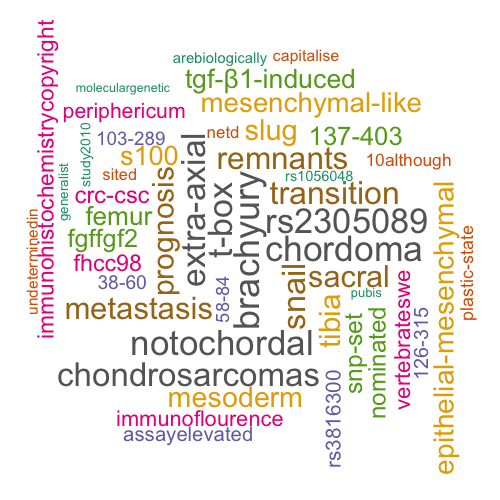 arebiologically
capitalise
tgf-β1-induced
moleculargenetic
mesenchymal-like
periphericum
immunohistochemistrycopyright
study2010
103-289
netd
slug
137-403
s100
remnants
10although
generalist
sited
extra-axial
t-box
rs1056048
crc-csc
prognosis
brachyury
transition
epithelial-mesenchymal
undeterminedin
femur
rs2305089
fgffgf2
chordoma
plastic-state
fhcc98
snail
sacral
vertebrateswe
38-60
58-84
126-315
metastasis
tibia
pubis
snp-set
nominated
notochordal
chondrosarcomas
rs3816300
mesoderm
immunoflourence
assayelevated